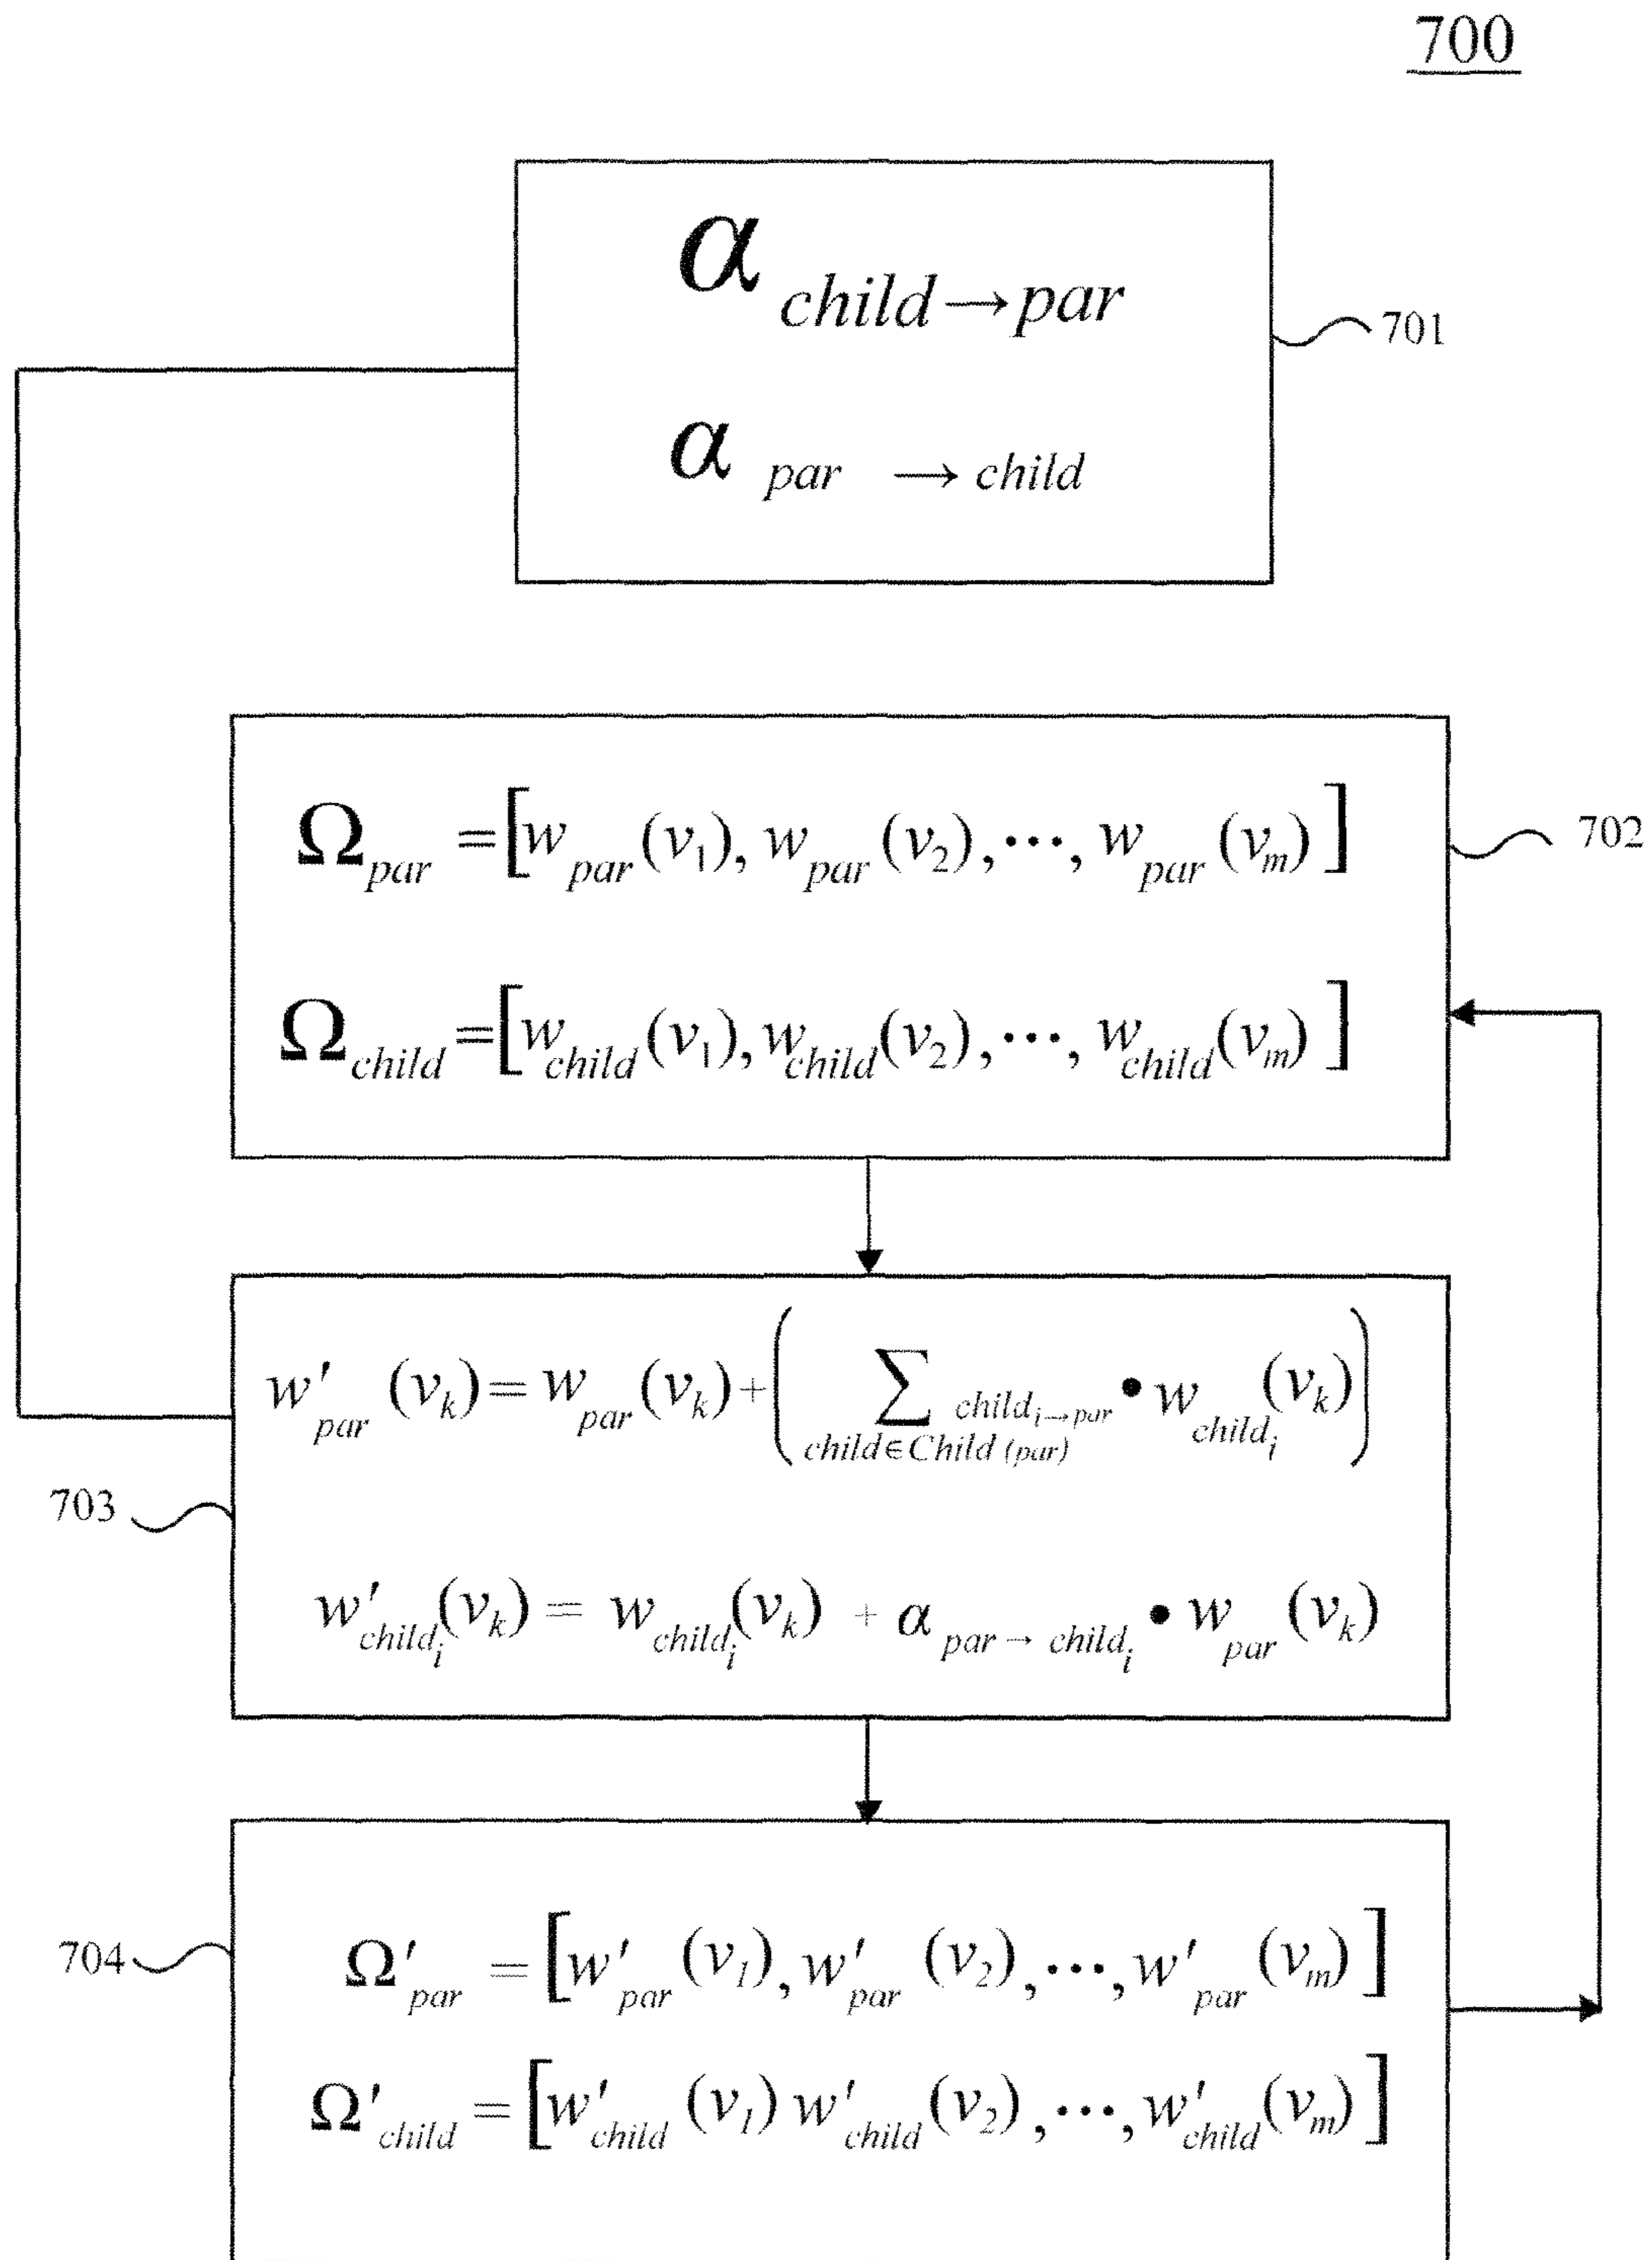 700
α child→par
701
α par → child
Ω par = [w par (v1), w par (v2), ⋯, w par (vm)]
702
Ω child = [w child (v1), w child (v2), ⋯, w child (vm)]
w′ par (vk) = w par (vk) + (∑ child i→par • w child i (vk))
child∈Child (par)
703
w′ child i (vk) = w child i (vk) + α par → child i • w par (vk)
704
Ω′ par = [w′ par (v1), w′ par (v2), ⋯, w′ par (vm)]
Ω′ child = [w′ child (v1) w′ child (v2), ⋯, w′ child (vm)]